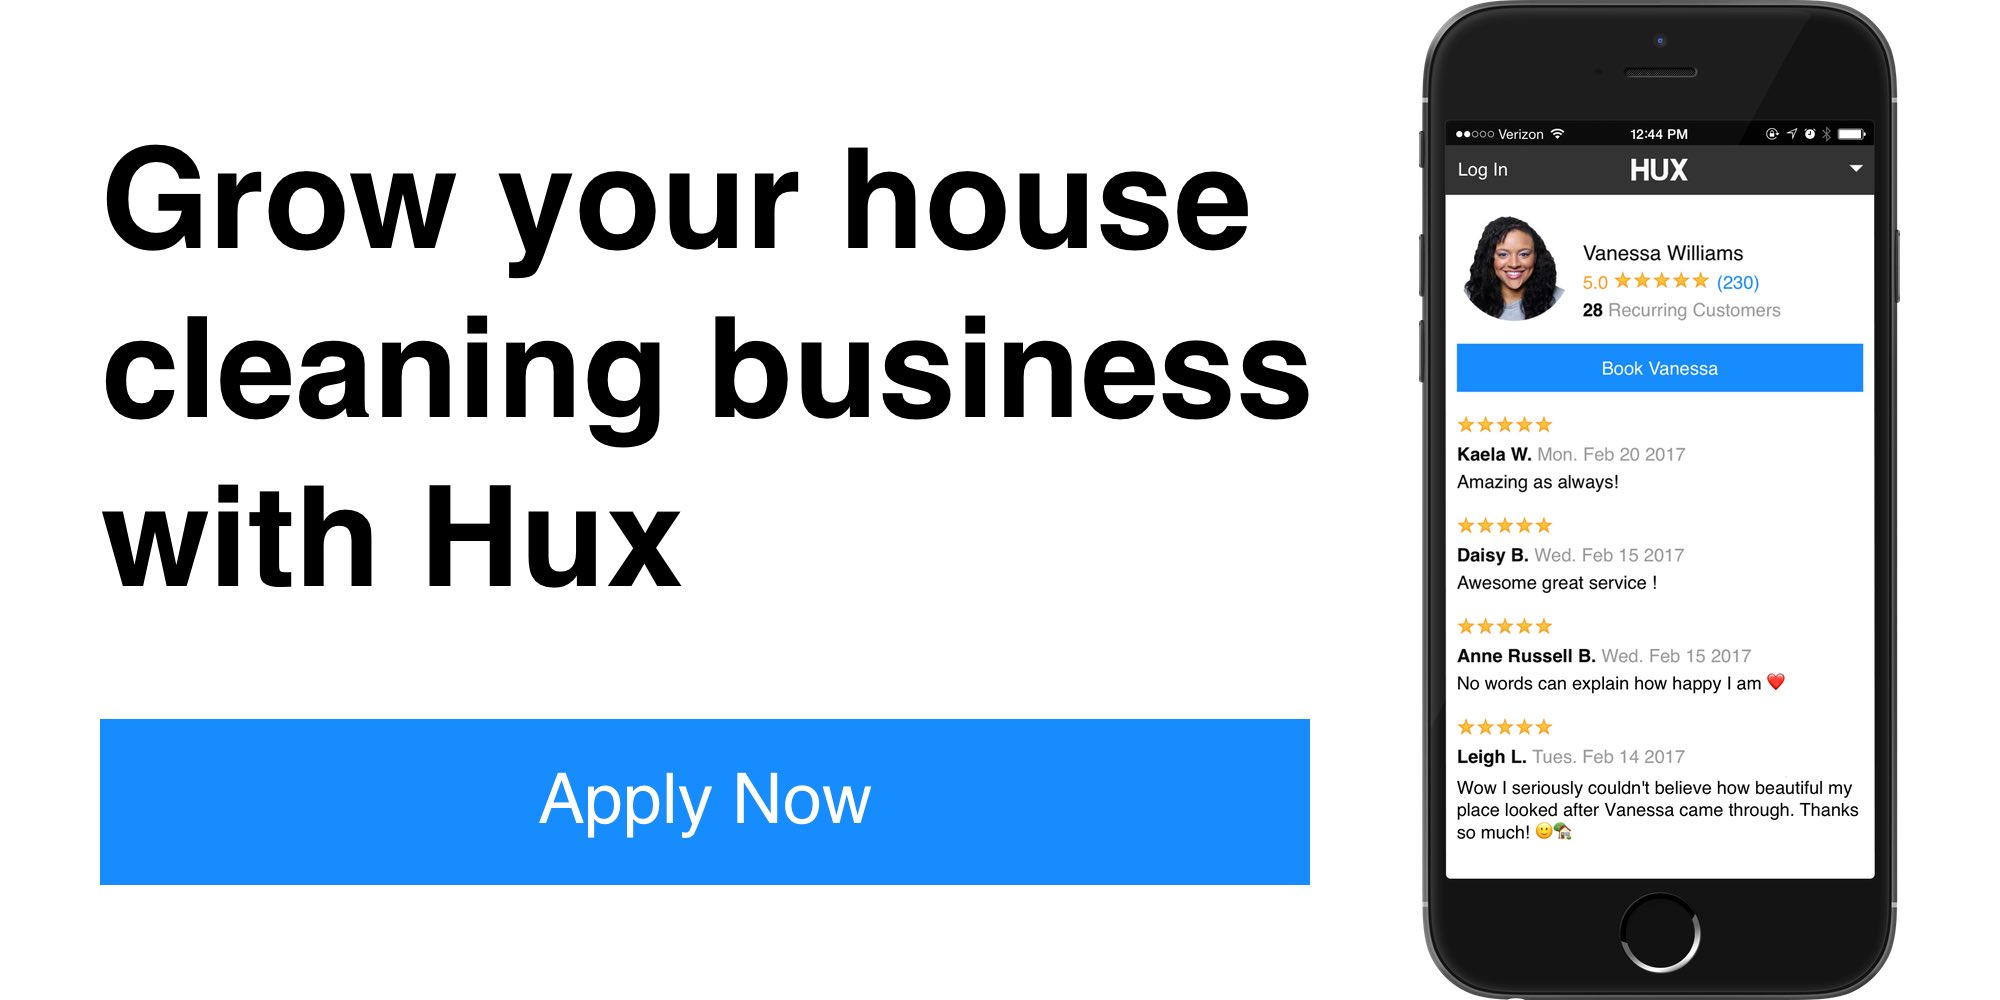 Grow your house
cleaning business
with Hux
Apply Now
Verizon
12:44 PM
Log In
HUX
Vanessa Williams
5.0 ★★★★★ (230)
28 Recurring Customers
Book Vanessa
★★★★★
Kaela W. Mon. Feb 20 2017
Amazing as always!
★★★★★
Daisy B. Wed. Feb 15 2017
Awesome great service !
★★★★★
Anne Russell B. Wed. Feb 15 2017
No words can explain how happy I am ❤️
★★★★★
Leigh L. Tues. Feb 14 2017
Wow I seriously couldn't believe how beautiful my
place looked after Vanessa came through. Thanks
so much! 🙂🏡